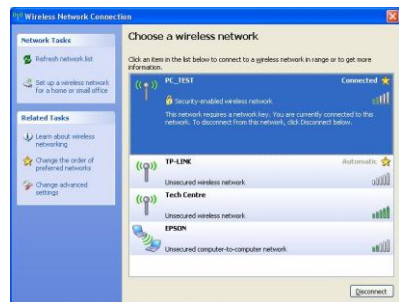 Wireless Network Connection
Network Tasks
Refresh network list
Set up a wireless network
for a home or small office
Related Tasks
Learn about wireless
networking
Change the order of
preferred networks
Change advanced
settings
Choose a wireless network
Click an item in the list below to connect to a wireless network in range or to get more
information.
PC_TEST
Connected
Security-enabled wireless network
This network requires a network key. You are currently connected to this
network. To disconnect from this network, click Disconnect below.
TP-LINK
Automatic
Unsecured wireless network
Tech Centre
Unsecured wireless network
EPSON
Unsecured computer-to-computer network
Disconnect